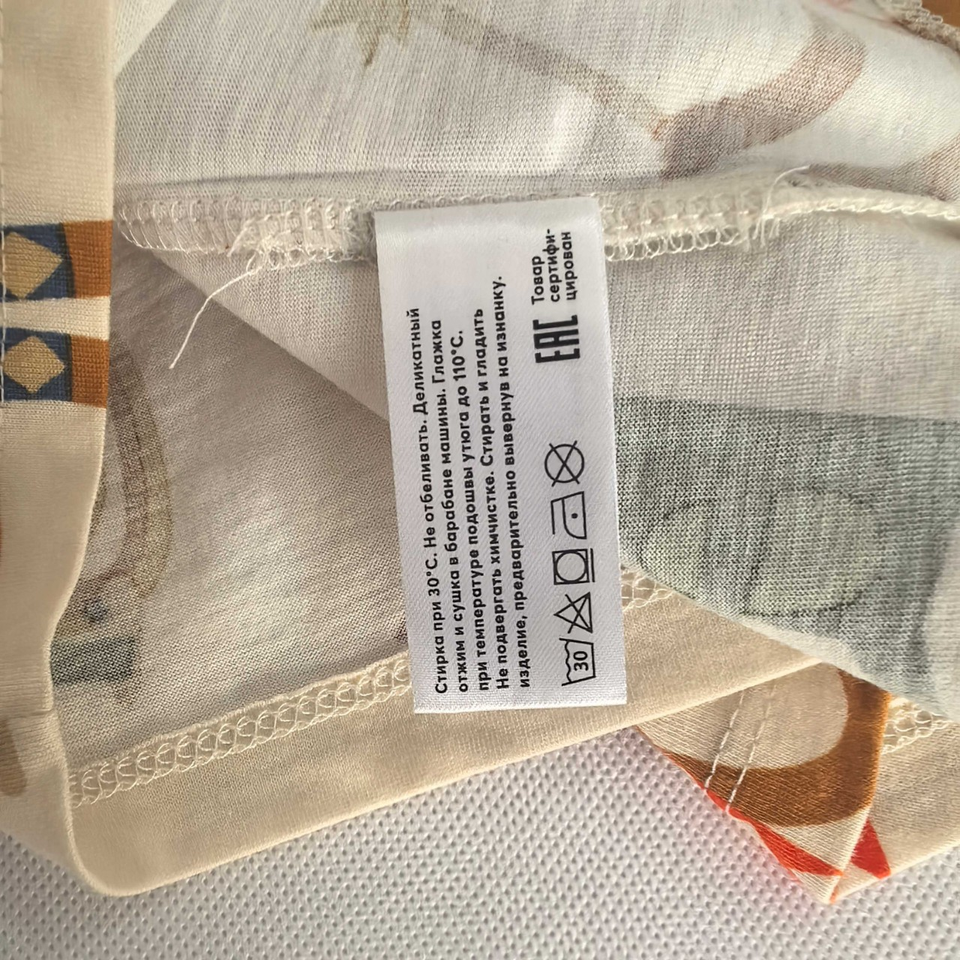 Стирка при 30°С. Не отбеливать. Деликатный
отжим и сушка в барабане машины. Глажка
при температуре подошвы утюга до 110°С.
Не подвергать химчистке. Стирать и гладить
изделие, предварительно вывернув на изнанку.
30
ЕАС
Товар
сертифи-
цирован